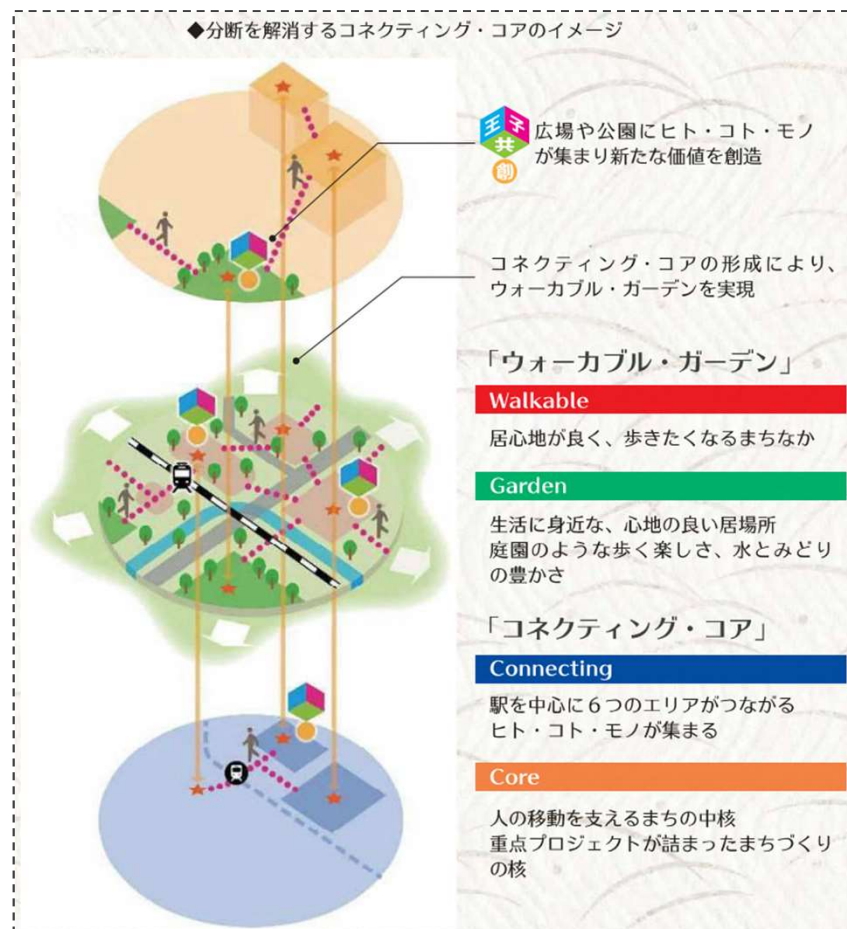 ◆分断を解消するコネクティング・コアのイメージ
王子
共
創
広場や公園にヒト・コト・モノ
が集まり新たな価値を創造
コネクティング・コアの形成により、
ウォーカブル・ガーデンを実現
「ウォーカブル・ガーデン」
Walkable
居心地が良く、歩きたくなるまちなか
Garden
生活に身近な、心地の良い居場所
庭園のような歩く楽しさ、水とみどり
の豊かさ
「コネクティング・コア」
Connecting
駅を中心に６つのエリアがつながる
ヒト・コト・モノが集まる
Core
人の移動を支えるまちの中核
重点プロジェクトが詰まったまちづくり
の核